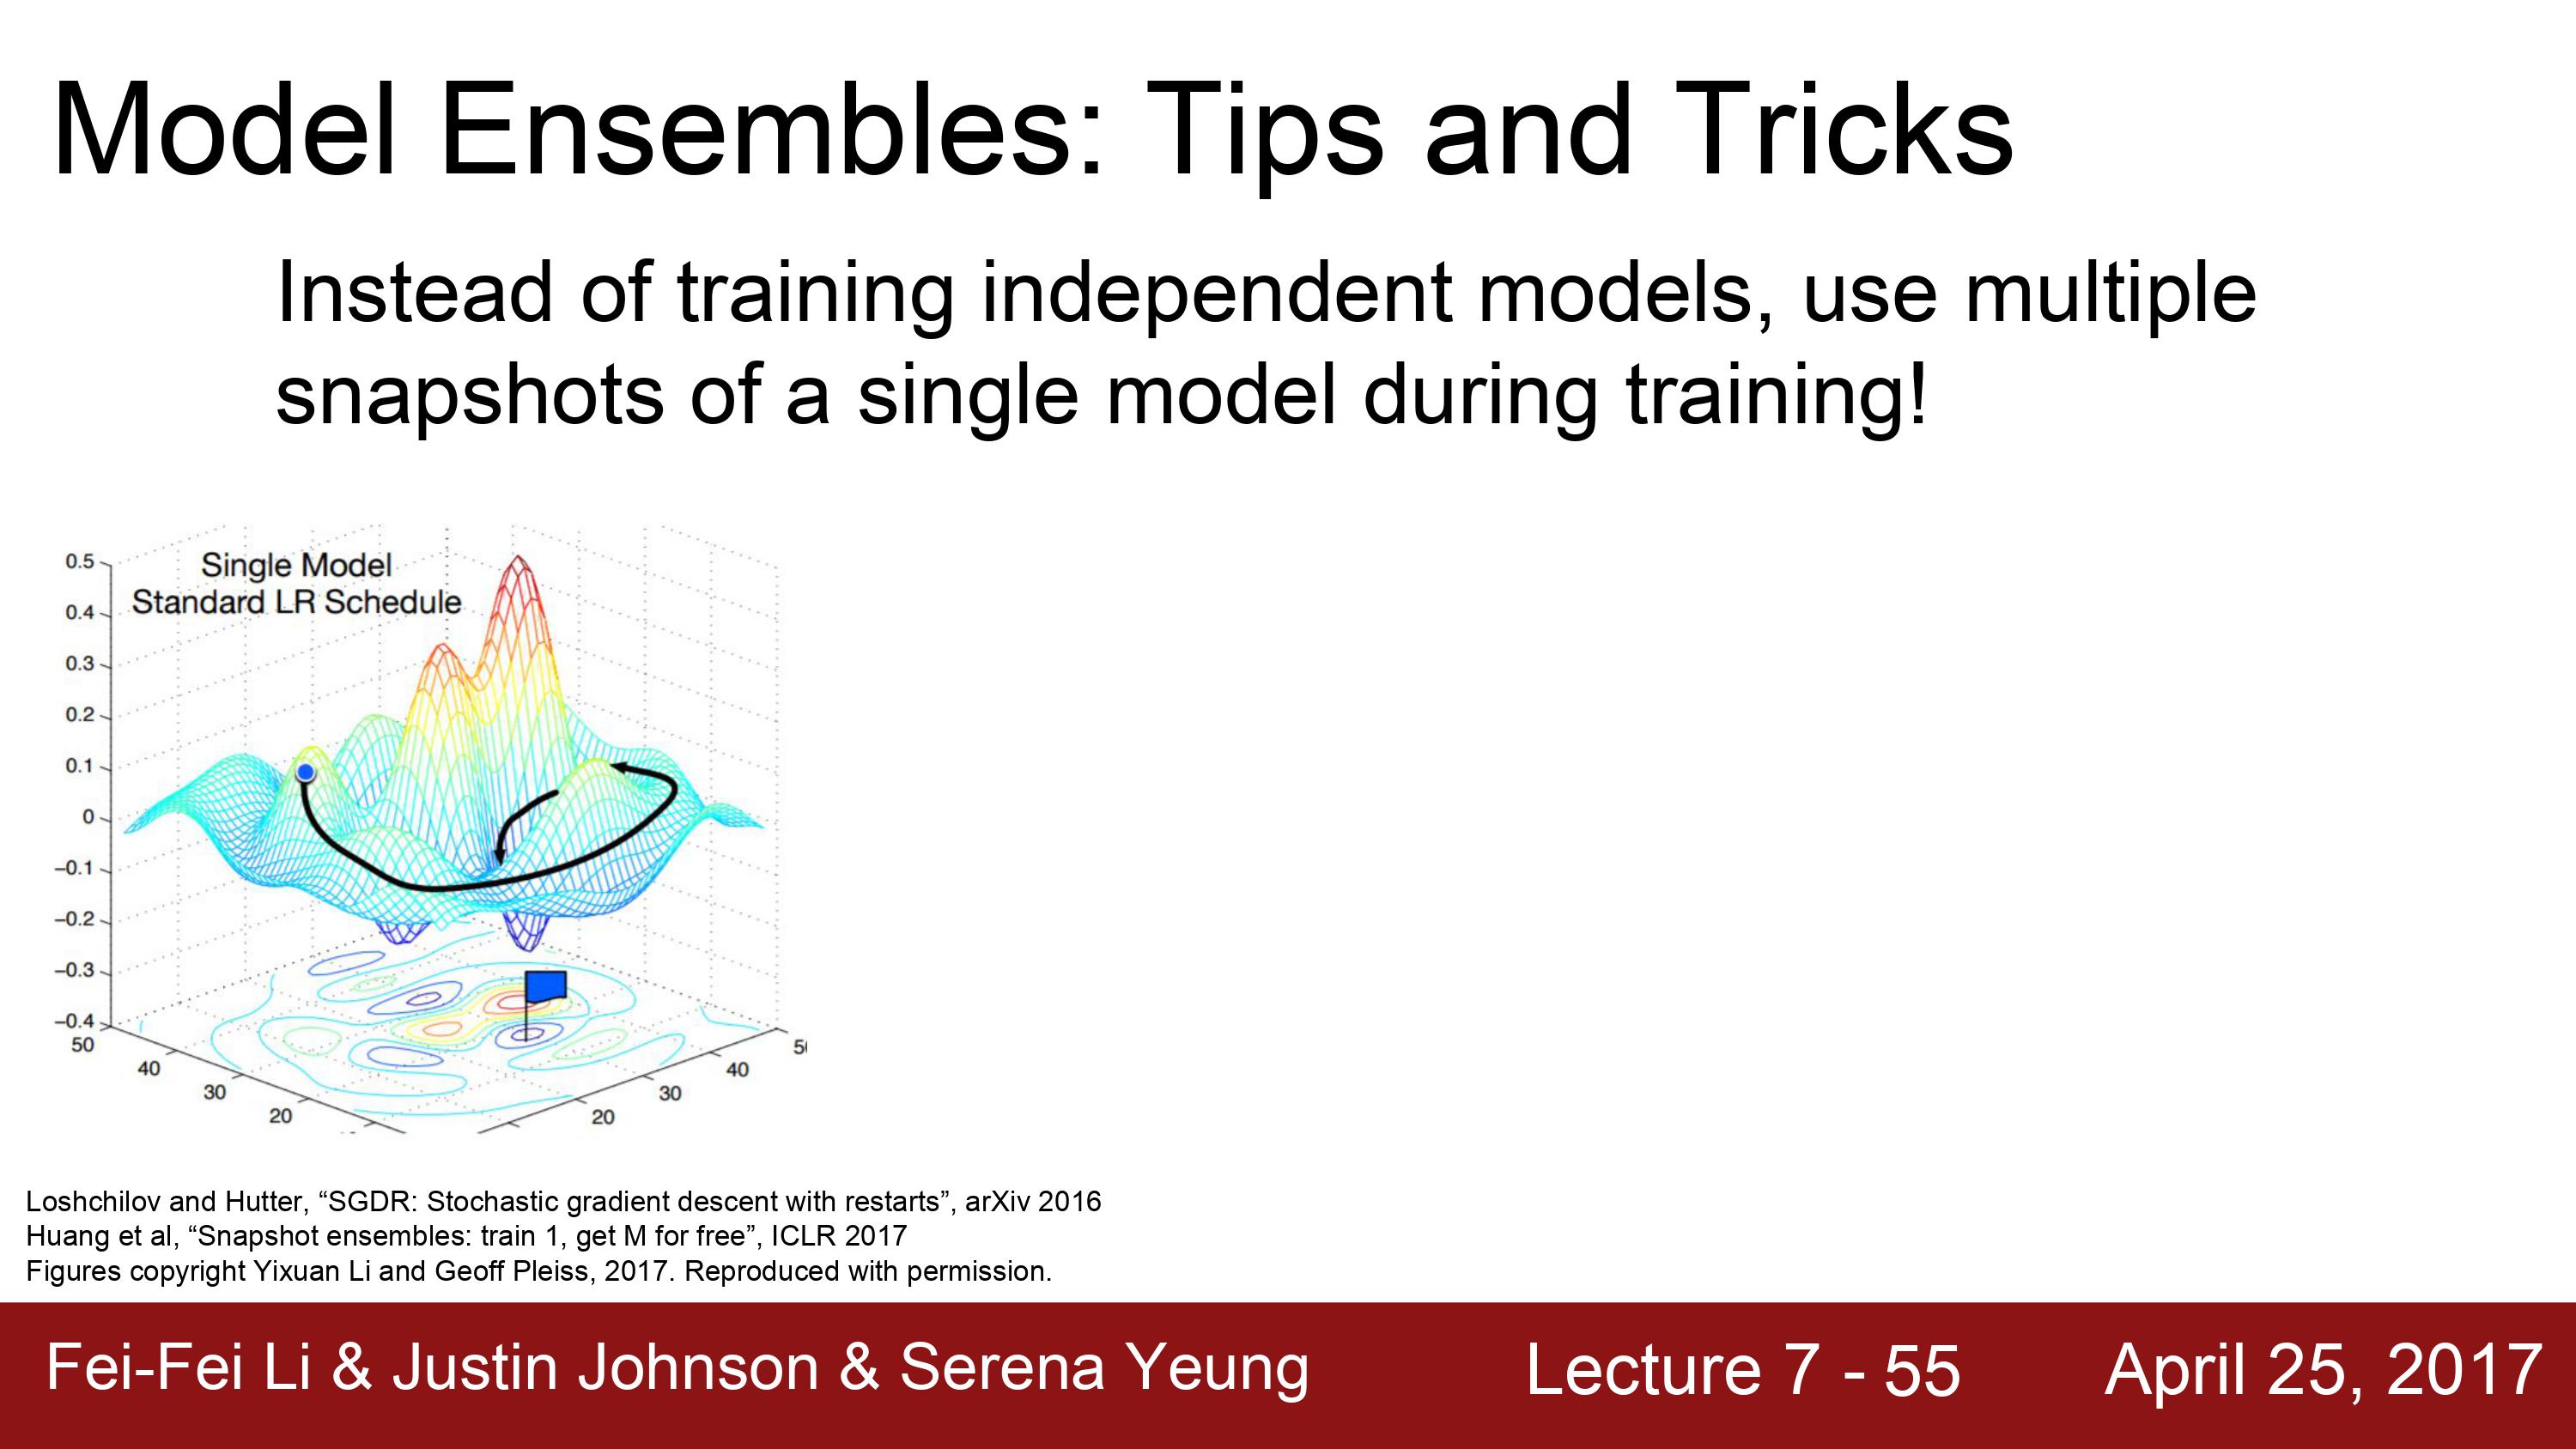 Model Ensembles: Tips and Tricks
Instead of training independent models, use multiple
snapshots of a single model during training!
Single Model
Standard LR Schedule
0.5
0.4
0.3
0.2
0.1
0
−0.1
−0.2
−0.3
−0.4
50
40
30
20
20
30
40
Loshchilov and Hutter, “SGDR: Stochastic gradient descent with restarts”, arXiv 2016
Huang et al, “Snapshot ensembles: train 1, get M for free”, ICLR 2017
Figures copyright Yixuan Li and Geoff Pleiss, 2017. Reproduced with permission.
Fei-Fei Li & Justin Johnson & Serena Yeung Lecture 7 - 55 April 25, 2017